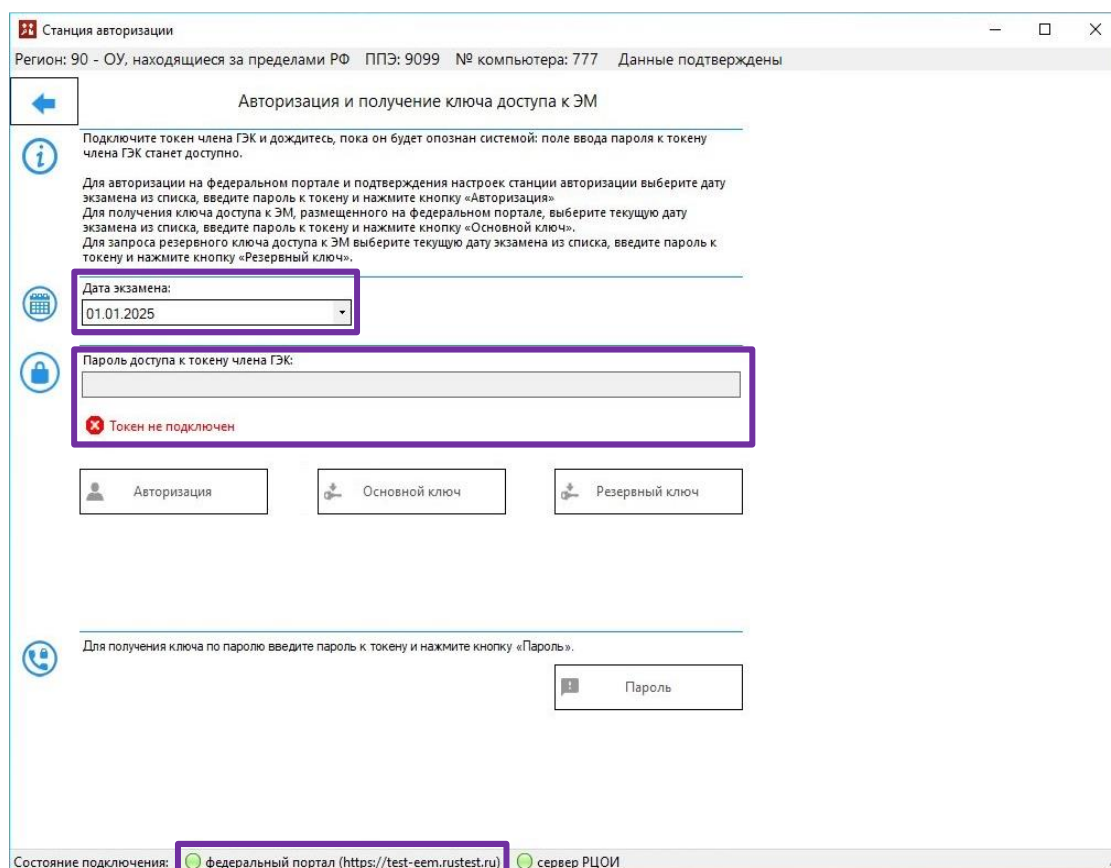 Станция авторизации
Регион: 90 - ОУ, находящиеся за пределами РФ ППЭ: 9099 № компьютера: 777 Данные подтверждены
Авторизация и получение ключа доступа к ЭМ
Подключите токен члена ГЭК и дождитесь, пока он будет опознан системой: поле ввода пароля к токену
члена ГЭК станет доступно.
Для авторизации на федеральном портале и подтверждения настроек станции авторизации выберите дату
экзамена из списка, введите пароль к токену и нажмите кнопку «Авторизация»
Для получения ключа доступа к ЭМ, размещенного на федеральном портале, выберите текущую дату
экзамена из списка, введите пароль к токену и нажмите кнопку «Основной ключ».
Для запроса резервного ключа доступа к ЭМ выберите текущую дату экзамена из списка, введите пароль к
токену и нажмите кнопку «Резервный ключ».
Дата экзамена:
01.01.2025
Пароль доступа к токену члена ГЭК:
Токен не подключен
Авторизация Основной ключ Резервный ключ
Для получения ключа по паролю введите пароль к токену и нажмите кнопку «Пароль».
Пароль
Состояние подключения: федеральный портал (https://test-eem.rustest.ru) сервер РЦОИ